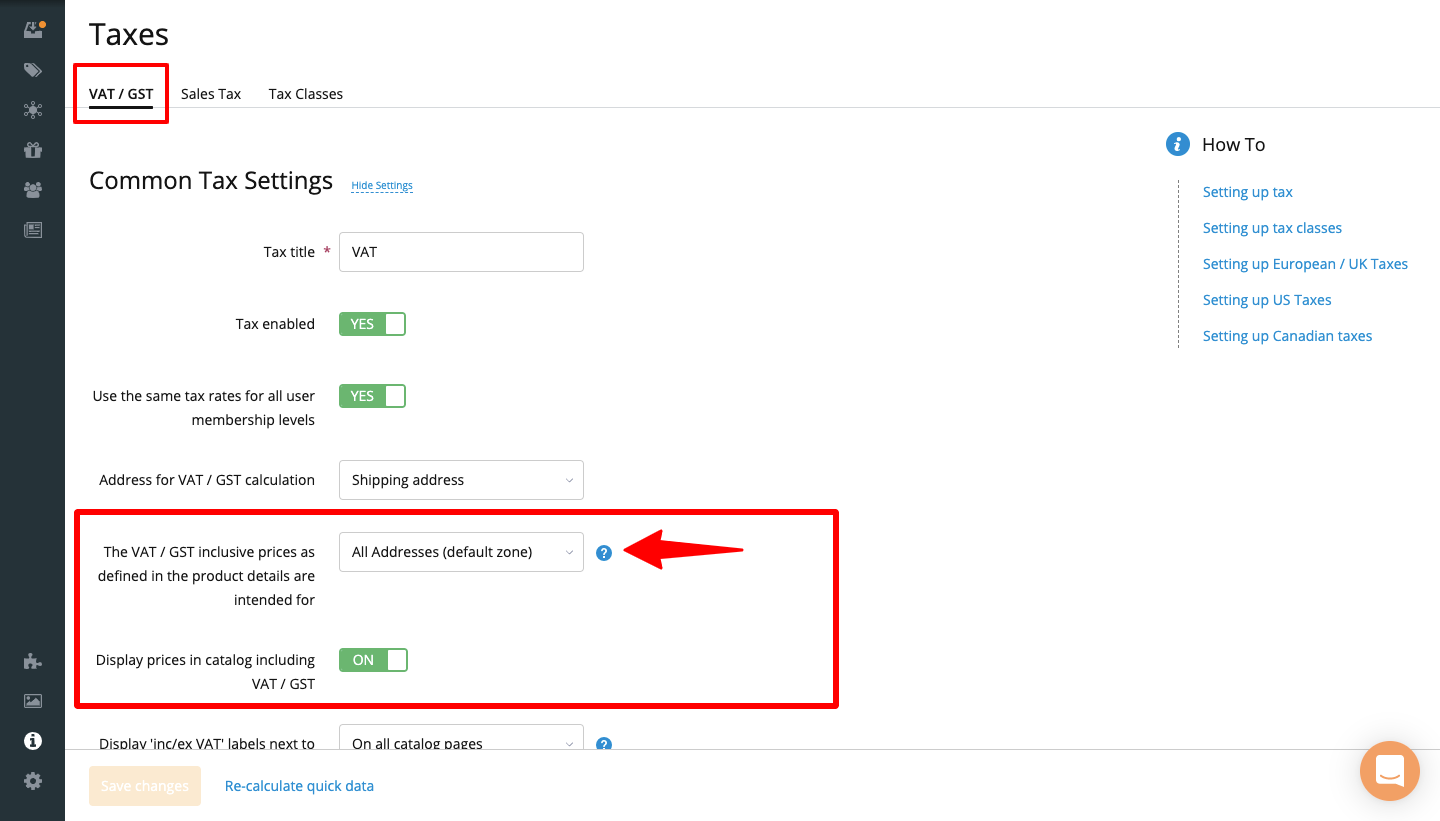 Taxes
VAT / GST
Sales Tax
Tax Classes
How To
Common Tax Settings
Hide Settings
Setting up tax
Setting up tax classes
Tax title * VAT
Setting up European / UK Taxes
Setting up US Taxes
Tax enabled YES
Setting up Canadian taxes
Use the same tax rates for all user
membership levels
YES
Address for VAT / GST calculation Shipping address
The VAT / GST inclusive prices as
defined in the product details are
intended for
All Addresses (default zone)
?
Display prices in catalog including
VAT / GST
ON
Display 'inc/ex VAT' labels next to
On all catalog pages
?
Save changes
Re-calculate quick data